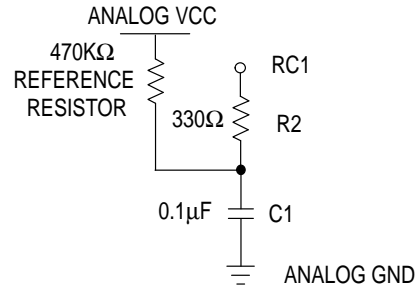 ANALOG VCC
470KΩ
REFERENCE
RESISTOR
RC1
330Ω
R2
0.1µF
C1
ANALOG GND